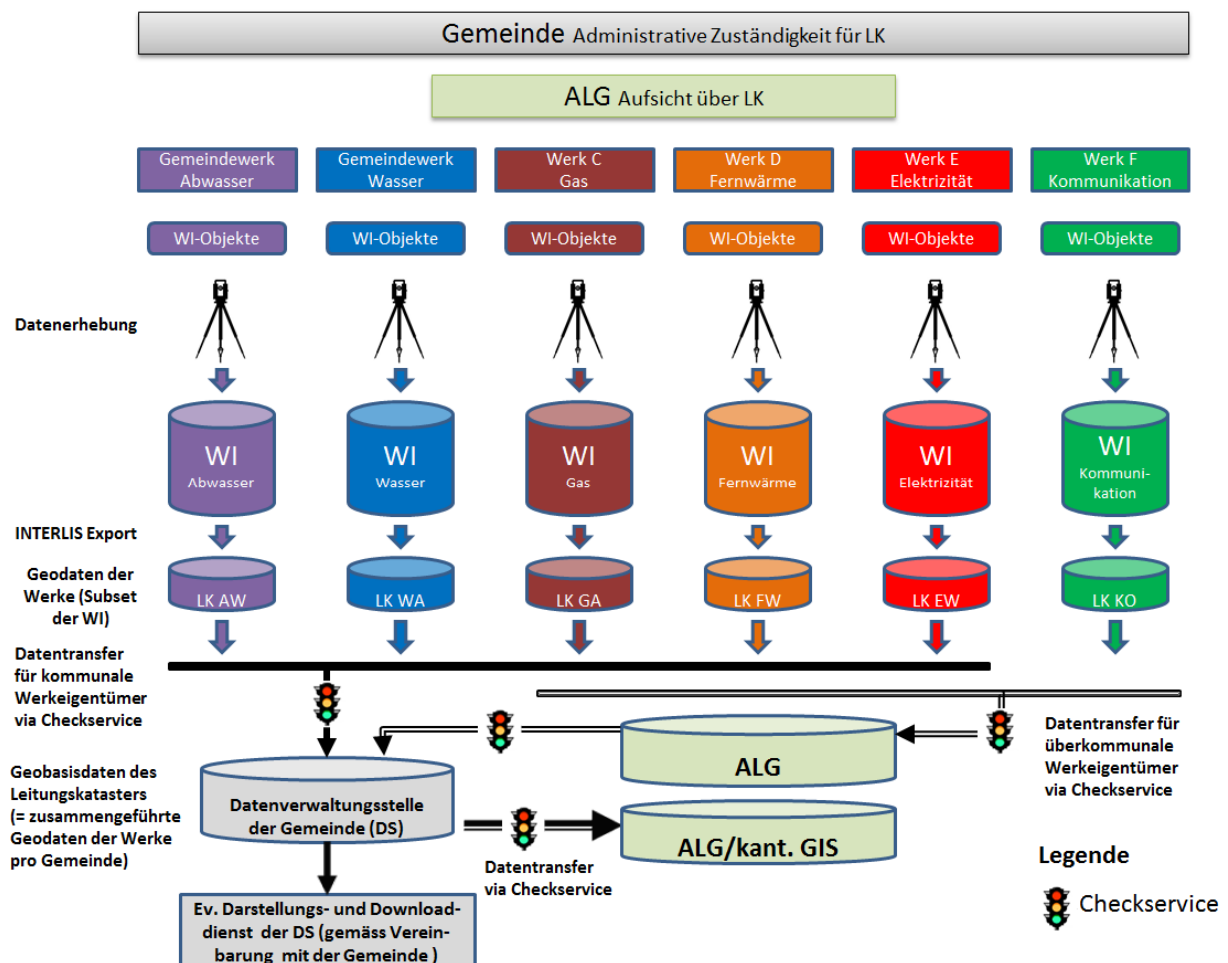 Gemeinde Administrative Zuständigkeit für LK
ALG Aufsicht über LK
Gemeindewerk
Abwasser
Gemeindewerk
Wasser
Werk C
Gas
Werk D
Fernwärme
Werk E
Elektrizität
Werk F
Kommunikation
WI-Objekte
WI-Objekte
WI-Objekte
WI-Objekte
WI-Objekte
WI-Objekte
Datenerhebung
WI
Abwasser
WI
Wasser
WI
Gas
WI
Fernwärme
WI
Elektrizität
WI
Kommuni-
kation
INTERLIS Export
Geodaten der
Werke (Subset
der WI)
LK AW
LK WA
LK GA
LK FW
LK EW
LK KO
Datentransfer
für kommunale
Werkeigentümer
via Checkservice
Datentransfer für
überkommunale
Werkeigentümer
via Checkservice
ALG
Geobasisdaten des
Leitungskatasters
(= zusammengeführte
Geodaten der Werke
pro Gemeinde)
Datenverwaltungsstelle
der Gemeinde (DS)
ALG/kant. GIS
Datentransfer
via Checkservice
Legende
Checkservice
Ev. Darstellungs- und Download-
dienst der DS (gemäss Verein-
barung mit der Gemeinde )